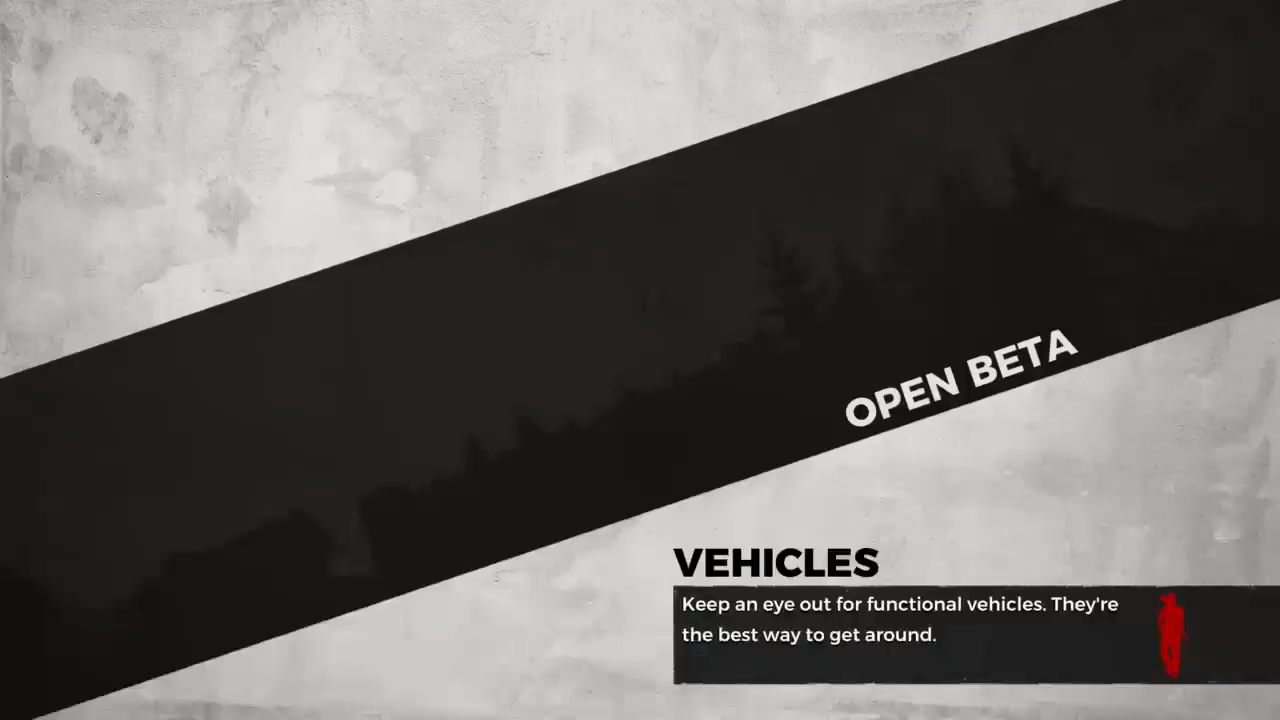 OPEN BETA
VEHICLES
Keep an eye out for functional vehicles. They're
the best way to get around.